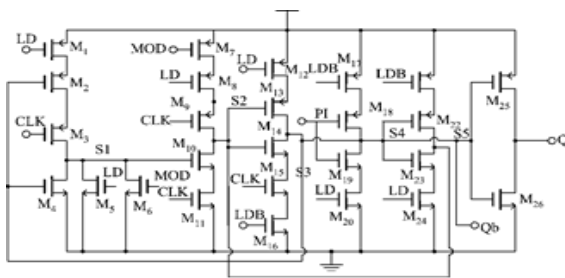 LD
M1
M2
CLK
M3
S1
M4
LD
M5
M6
MOD
MOD
M7
LD
M8
M9
CLK
M10
CLK
M11
S2
LD
M12
M13
M14
M15
CLK
S3
LDB
M16
M17
LDB
PI
M18
M19
LD
M20
LDB
M22
S4
M23
LD
M24
S5
M25
M26
Q
Qb